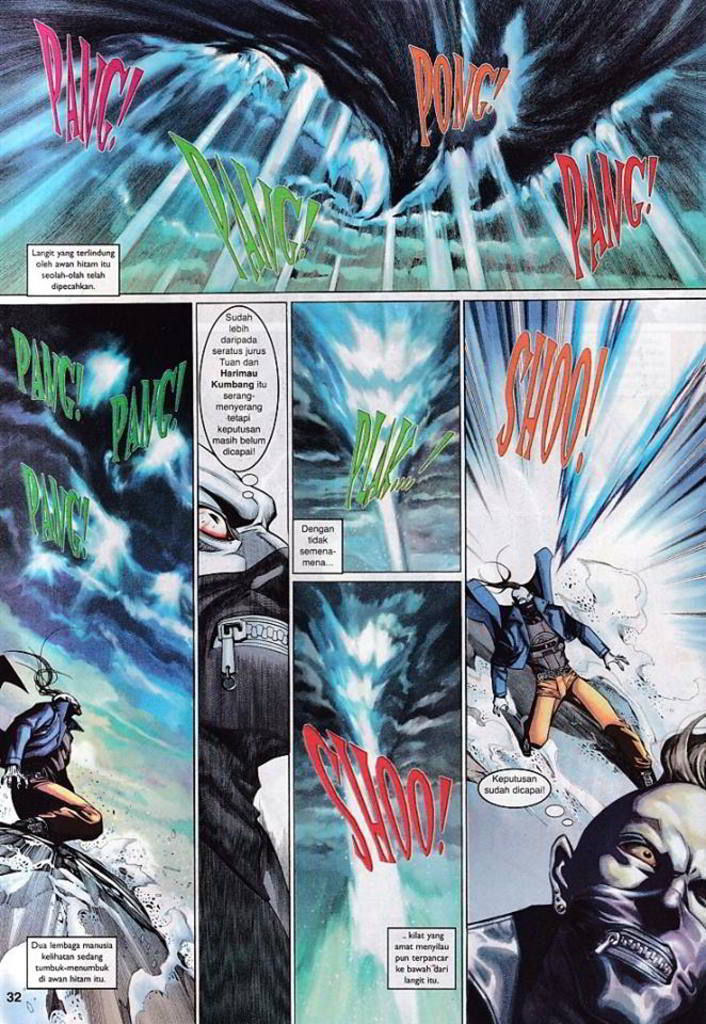 PANG!
PONG!
PANG!
PANG!
Langit yang terlindung
oleh awan hitam itu
seolah-olah telah
dipecahkan.
PANG!
PANG!
PANG!
Dua lembaga manusia
kelihatan sedang
tumbuk-menumbuk
di awan hitam itu.
Sudah
lebih
daripada
seratus jurus
Tuan dan
Harimau
Kumbang itu
serang-
menyerang
tetapi
keputusan
masih belum
dicapai!
PLAK...!
Dengan
tidak
semena-
mena...
SHOO!
.. kilat yang
amat menyilau
pun terpancar
ke bawah dari
langit itu.
SHOO!
Keputusan
sudah dicapai!
32